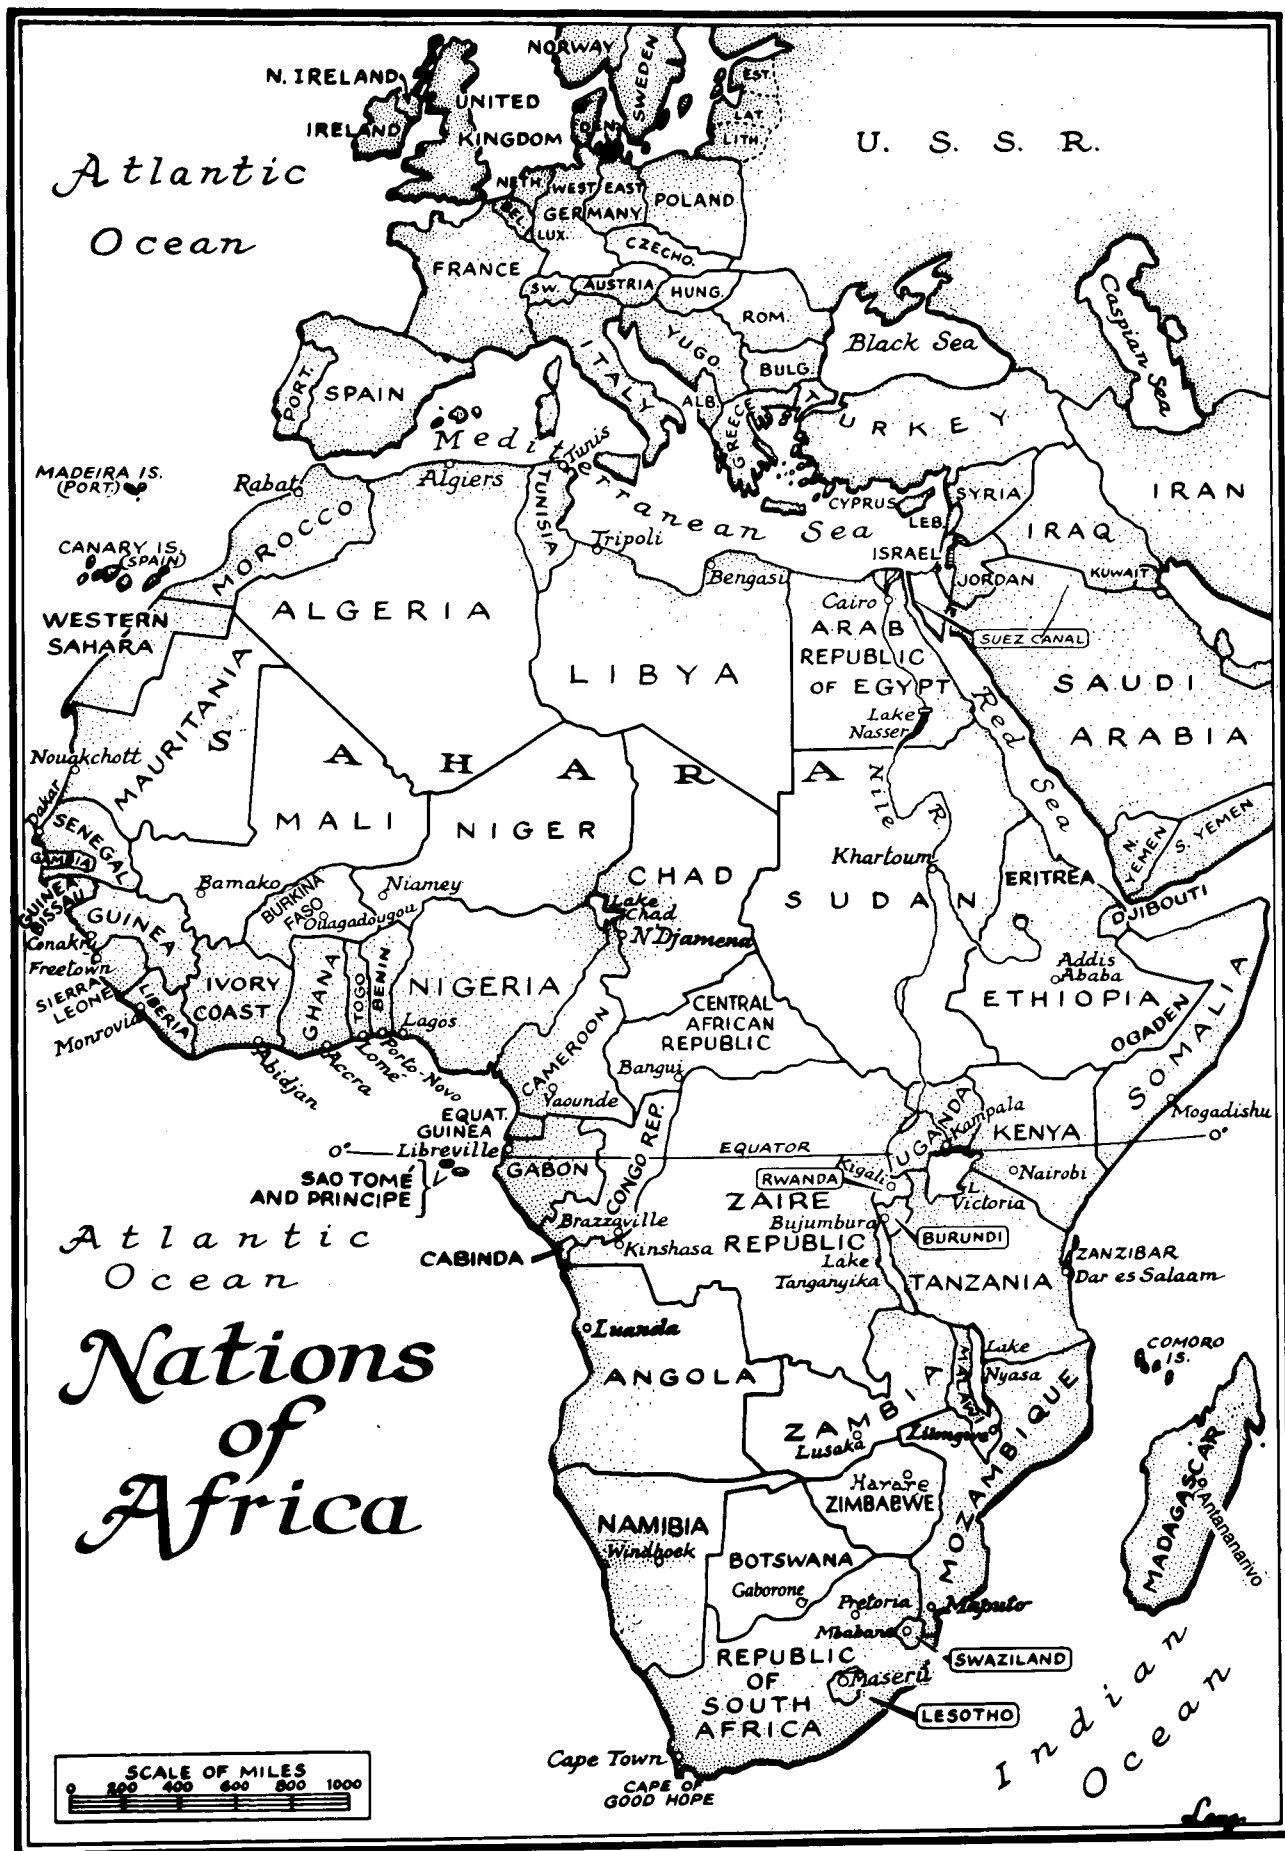 NORWAY
SWEDEN
EST.
LAT
LITH.
N. IRELAND
IRELAND
UNITED
KINGDOM
DEN.
U. S. S. R.
Atlantic
Ocean
NETH.
BEL.
LUX.
WEST EAST
GERMANY
POLAND
CZECHO.
FRANCE
SW.
AUSTRIA
HUNG.
ROM.
YUGO.
BULG.
ITALY
ALB.
GREECE
TURKEY
Black Sea
Caspian Sea
PORT.
SPAIN
Mediterranean Sea
MADEIRA IS.
(PORT.)
CANARY IS.
(SPAIN)
Rabat
Algiers
Tunis
Tripoli
Bengasi
CYPRUS
SYRIA
LEB.
ISRAEL
JORDAN
IRAQ
IRAN
KUWAIT
SUEZ CANAL
MOROCCO
TUNISIA
ALGERIA
LIBYA
Cairo
ARAB
REPUBLIC
OF EGYPT
Lake
Nasser
Red Sea
SAUDI
ARABIA
WESTERN
SAHARA
MAURITANIA
SAHARA
Nile R.
Nouakchott
Dakar
SENEGAL
GAMBIA
GUINEA
BISSAU
GUINEA
Conakry
Freetown
SIERRA
LEONE
Monrovia
LIBERIA
MALI
NIGER
CHAD
SUDAN
Khartoum
ERITREA
N.
YEMEN
S. YEMEN
DJIBOUTI
Bamako
BURKINA
FASO
Ouagadougou
Niamey
Lake
Chad
N'Djamena
IVORY
COAST
GHANA
TOGO
BENIN
NIGERIA
Lagos
Abidjan
Accra
Lome
Porto-Novo
CENTRAL
AFRICAN
REPUBLIC
CAMEROON
Bangui
Yaounde
Addis
Ababa
ETHIOPIA
OGADEN
SOMALIA
Mogadishu
EQUAT.
GUINEA
0°
Libreville
GABON
CONGO REP.
EQUATOR
UGANDA
Kampala
KENYA
0°
SAO TOMÉ
AND PRINCIPE
Kigali
RWANDA
Nairobi
L.
Victoria
ZAIRE
REPUBLIC
Bujumbura
BURUNDI
Brazzaville
Kinshasa
CABINDA
Lake
Tanganyika
TANZANIA
ZANZIBAR
Dar es Salaam
Atlantic
Ocean
Luanda
ANGOLA
ZAMBIA
Lusaka
MALAWI
Lake
Nyasa
Lilongwe
MOZAMBIQUE
COMORO
IS.
MADAGASCAR
Antananarivo
Nations
of
Africa
Harare
ZIMBABWE
NAMIBIA
Windhoek
BOTSWANA
Gaborone
Pretoria
Maputo
Mbabane
SWAZILAND
REPUBLIC
OF
SOUTH
AFRICA
Maseru
LESOTHO
Cape Town
CAPE OF
GOOD HOPE
Indian
Ocean
SCALE OF MILES
0 200 400 600 800 1000